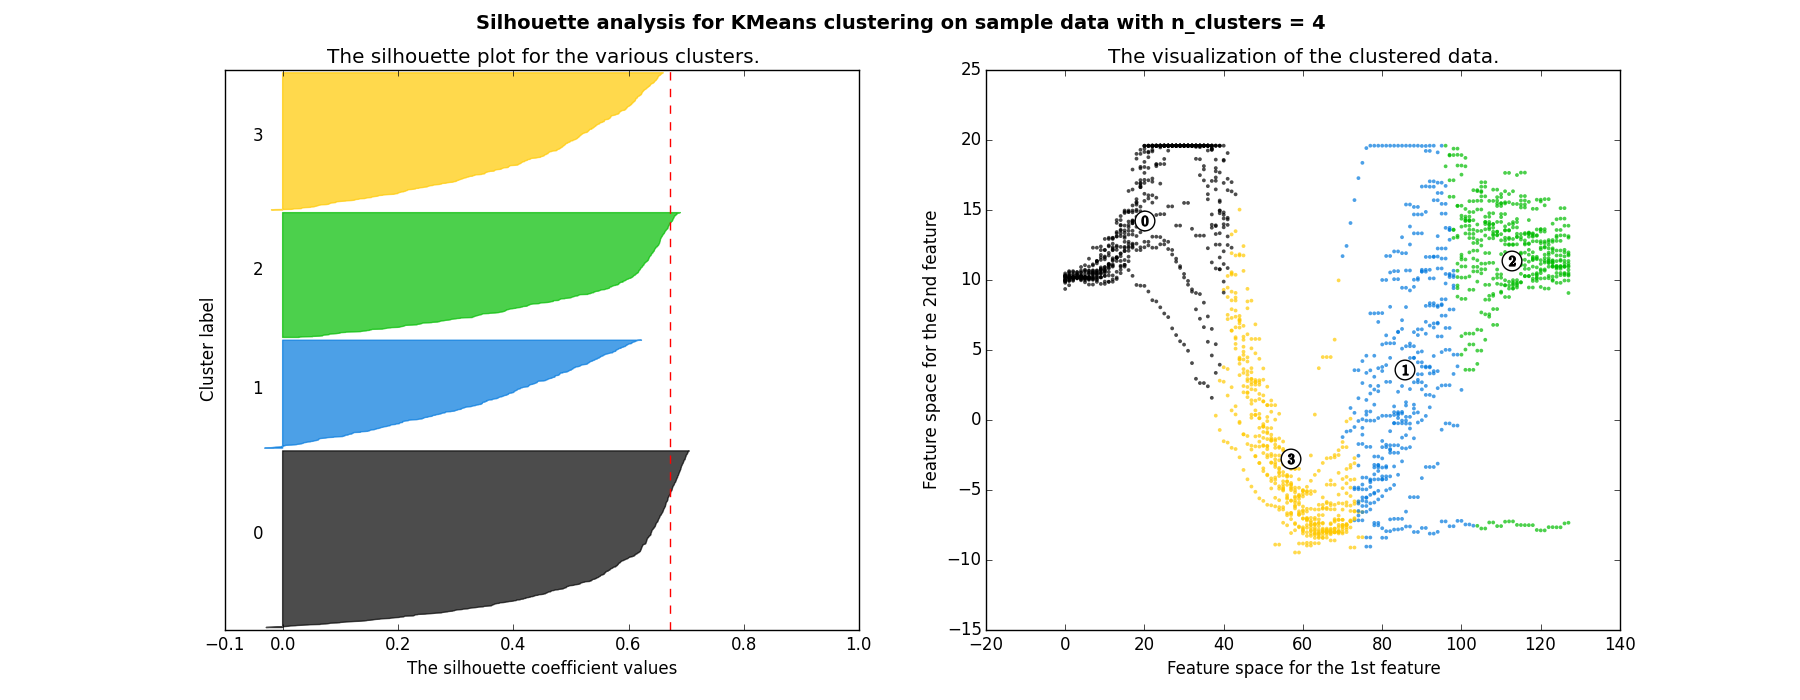 Silhouette analysis for KMeans clustering on sample data with n_clusters = 4
The silhouette plot for the various clusters.
Cluster label
3
2
1
0
−0.1 0.0 0.2 0.4 0.6 0.8 1.0
The silhouette coefficient values
The visualization of the clustered data.
Feature space for the 2nd feature
25
20
15
10
5
0
−5
−10
−15
0
2
1
3
−20 0 20 40 60 80 100 120 140
Feature space for the 1st feature